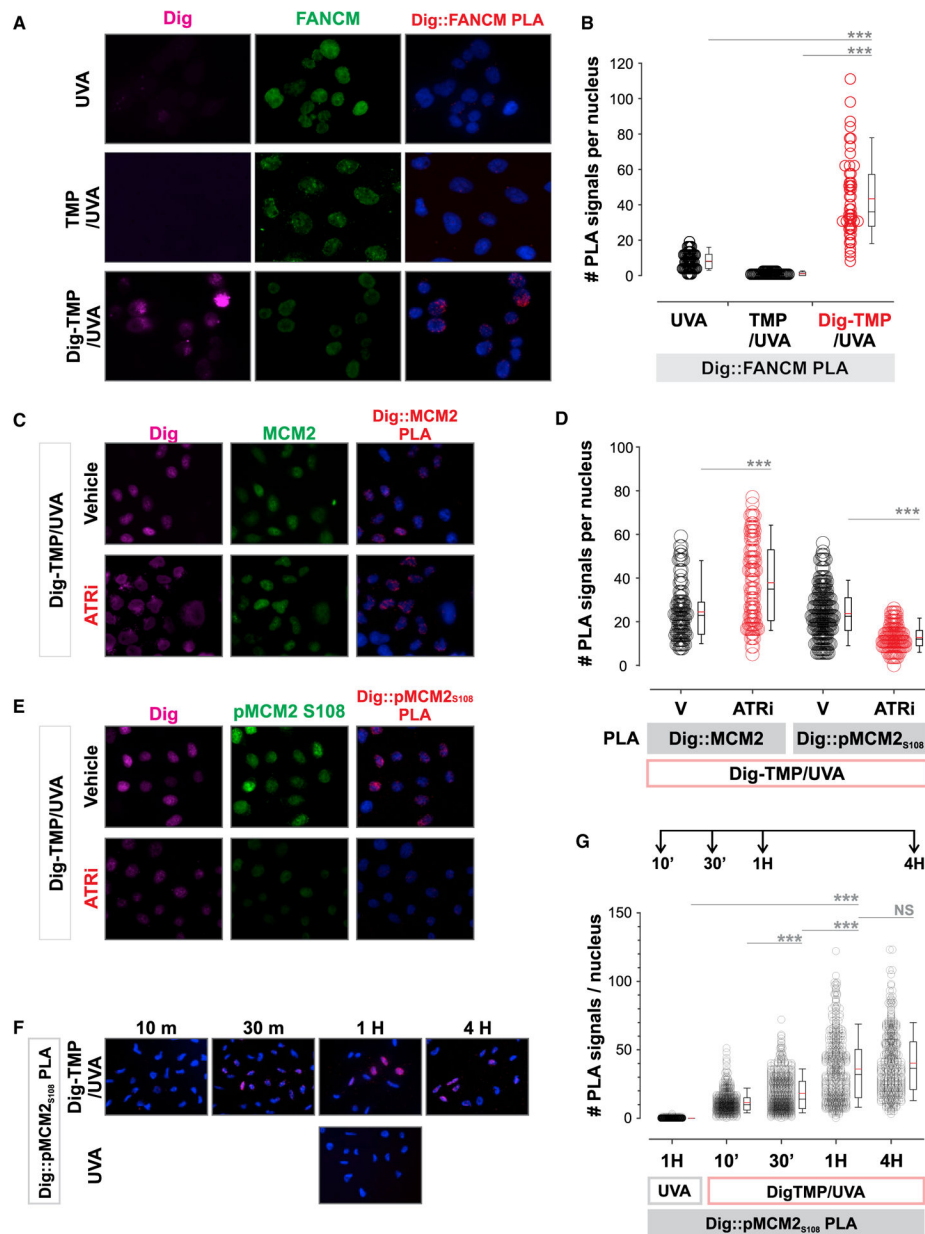 A
Dig
FANCM
Dig::FANCM PLA
UVA
TMP
/UVA
Dig-TMP
/UVA
B
# PLA signals per nucleus
120
100
80
60
40
20
0
***
***
UVA
TMP
/UVA
Dig-TMP
/UVA
Dig::FANCM PLA
C
Dig-TMP/UVA
Dig
MCM2
Dig::MCM2
PLA
Vehicle
ATRi
D
# PLA signals per nucleus
100
80
60
40
20
0
***
***
V
ATRi
V
ATRi
PLA
Dig::MCM2
Dig::pMCM2S108
Dig-TMP/UVA
E
Dig-TMP/UVA
Dig
pMCM2 S108
Dig::pMCM2S108
PLA
Vehicle
ATRi
F
Dig::pMCM2S108 PLA
10 m
30 m
1 H
4 H
Dig-TMP
/UVA
UVA
G
10’
30’
1H
4H
# PLA signals / nucleus
150
100
50
0
***
***
***
NS
1H
10’
30’
1H
4H
UVA
DigTMP/UVA
Dig::pMCM2S108 PLA